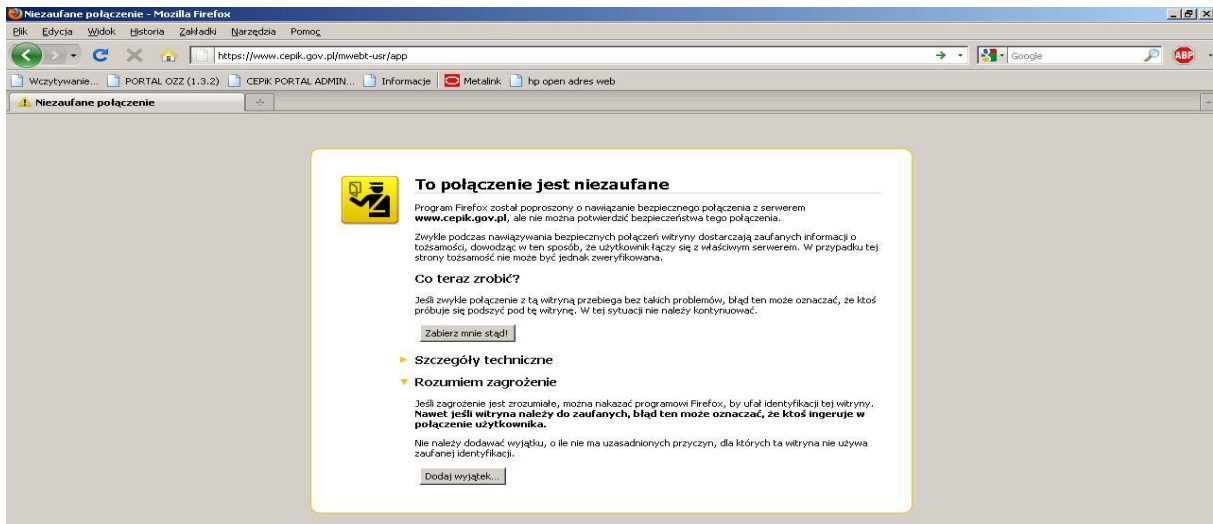 Niezaufane połączenie - Mozilla Firefox
Plik Edycja Widok Historia Zakładki Narzędzia Pomoc
https://www.cepik.gov.pl/mwebt-usr/app Google ABP
Wczytywanie... PORTAL OZZ (1.3.2) CEPiK PORTAL ADMIN... Informacje Metalink hp open adres web
Niezaufane połączenie
To połączenie jest niezaufane
Program Firefox został poproszony o nawiązanie bezpiecznego połączenia z serwerem
www.cepik.gov.pl, ale nie można potwierdzić bezpieczeństwa tego połączenia.
Zwykle podczas nawiązywania bezpiecznych połączeń witryny dostarczają zaufanych informacji o
tożsamości, dowodząc w ten sposób, że użytkownik łączy się z właściwym serwerem. W przypadku tej
strony tożsamość nie może być jednak zweryfikowana.
Co teraz zrobić?
Jeśli zwykle połączenie z tą witryną przebiega bez takich problemów, błąd ten może oznaczać, że ktoś
próbuje się podszyć pod tę witrynę. W tej sytuacji nie należy kontynuować.
Zabierz mnie stąd!
Szczegóły techniczne
Rozumiem zagrożenie
Jeśli zagrożenie jest zrozumiałe, można nakazać programowi Firefox, by ufał identyfikacji tej witryny.
Nawet jeśli witryna należy do zaufanych, błąd ten może oznaczać, że ktoś ingeruje w
połączenie użytkownika.
Nie należy dodawać wyjątku, o ile nie ma uzasadnionych przyczyn, dla których ta witryna nie używa
zaufanej identyfikacji.
Dodaj wyjątek...